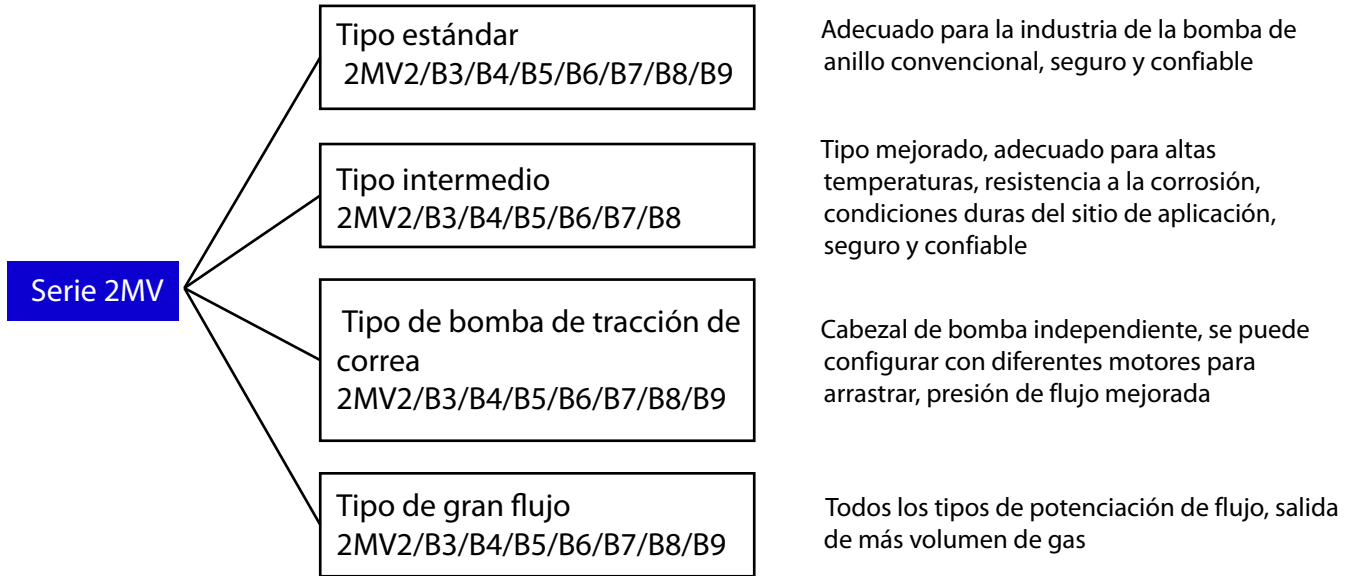 Tipo estándar
2MV2/B3/B4/B5/B6/B7/B8/B9
Adecuado para la industria de la bomba de
anillo convencional, seguro y confiable
Tipo intermedio
2MV2/B3/B4/B5/B6/B7/B8
Tipo mejorado, adecuado para altas
temperaturas, resistencia a la corrosión,
condiciones duras del sitio de aplicación,
seguro y confiable
Serie 2MV
Tipo de bomba de tracción de
correa
2MV2/B3/B4/B5/B6/B7/B8/B9
Cabezal de bomba independiente, se puede
configurar con diferentes motores para
arrastrar, presión de flujo mejorada
Tipo de gran flujo
2MV2/B3/B4/B5/B6/B7/B8/B9
Todos los tipos de potenciación de flujo, salida
de más volumen de gas